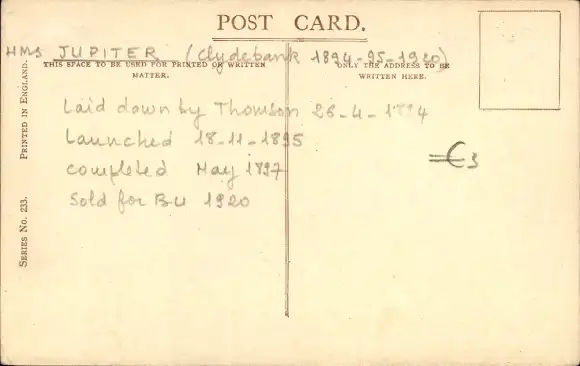 POST CARD.
HMS JUPITER (Clydebank 1894-95-1920)
THIS SPACE TO BE USED FOR PRINTED OR WRITTEN
MATTER.
ONLY THE ADDRESS TO BE
WRITTEN HERE.
Laid down by Thomson 26-4-1894
Launched 18-11-1895
Completed May 1897
Sold for BU 1920
€3
PRINTED IN ENGLAND.
SERIES NO. 233.